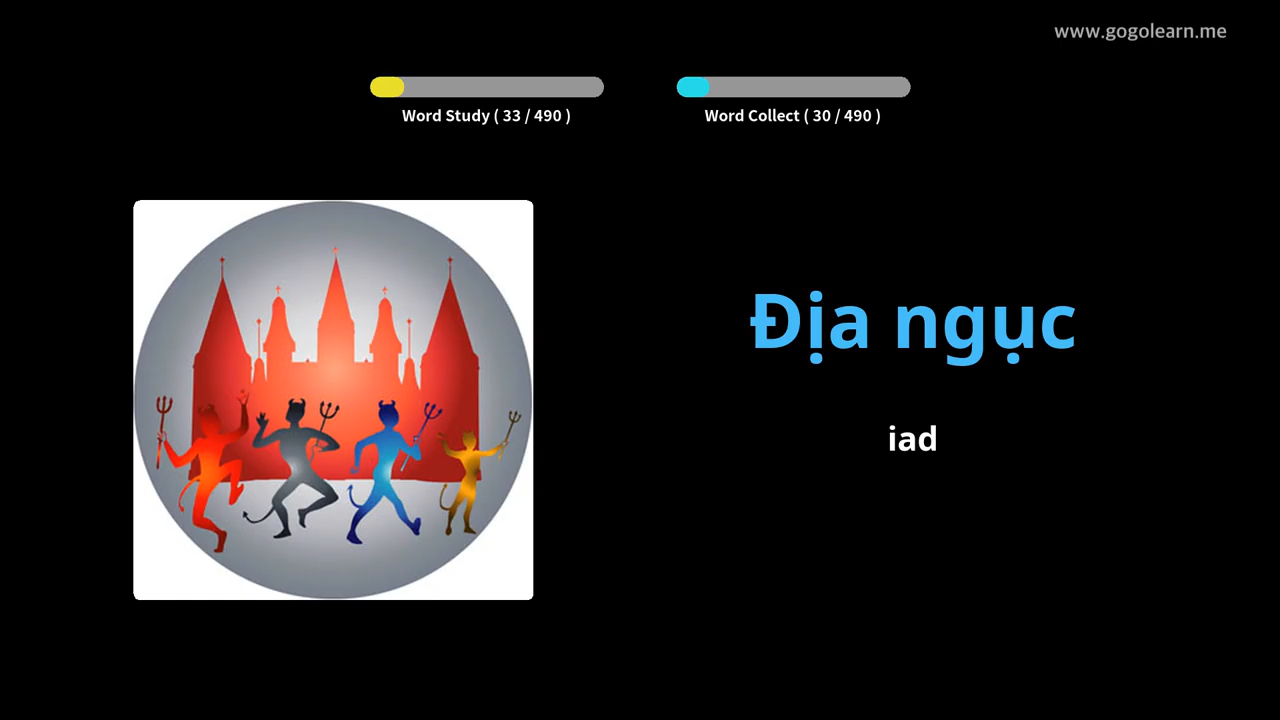 www.gogolearn.me
Word Study ( 33 / 490 )
Word Collect ( 30 / 490 )
Địa ngục
iad